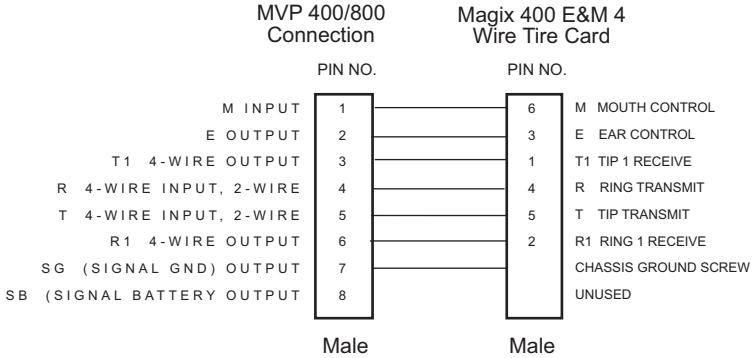 MVP 400/800 Magix 400 E&M 4
Connection Wire Tire Card
PIN NO. PIN NO.
M INPUT 1 6 M MOUTH CONTROL
E OUTPUT 2 3 E EAR CONTROL
T1 4-WIRE OUTPUT 3 1 T1 TIP 1 RECEIVE
R 4-WIRE INPUT, 2-WIRE 4 4 R RING TRANSMIT
T 4-WIRE INPUT, 2-WIRE 5 5 T TIP TRANSMIT
R1 4-WIRE OUTPUT 6 2 R1 RING 1 RECEIVE
SG (SIGNAL GND) OUTPUT 7 CHASSIS GROUND SCREW
SB (SIGNAL BATTERY OUTPUT 8 UNUSED
Male Male